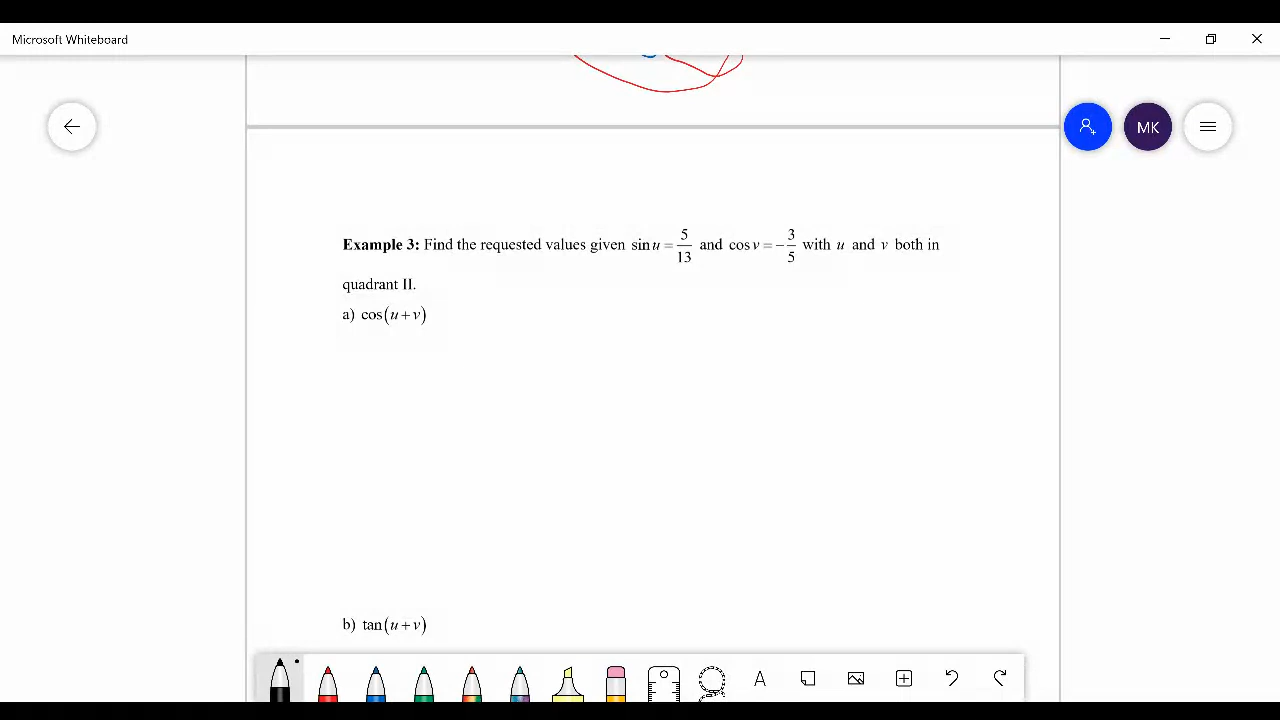 Microsoft Whiteboard
MK
Example 3: Find the requested values given sin u = 5/13 and cos v = −3/5 with u and v both in
quadrant II.
a) cos(u + v)
b) tan(u + v)
A